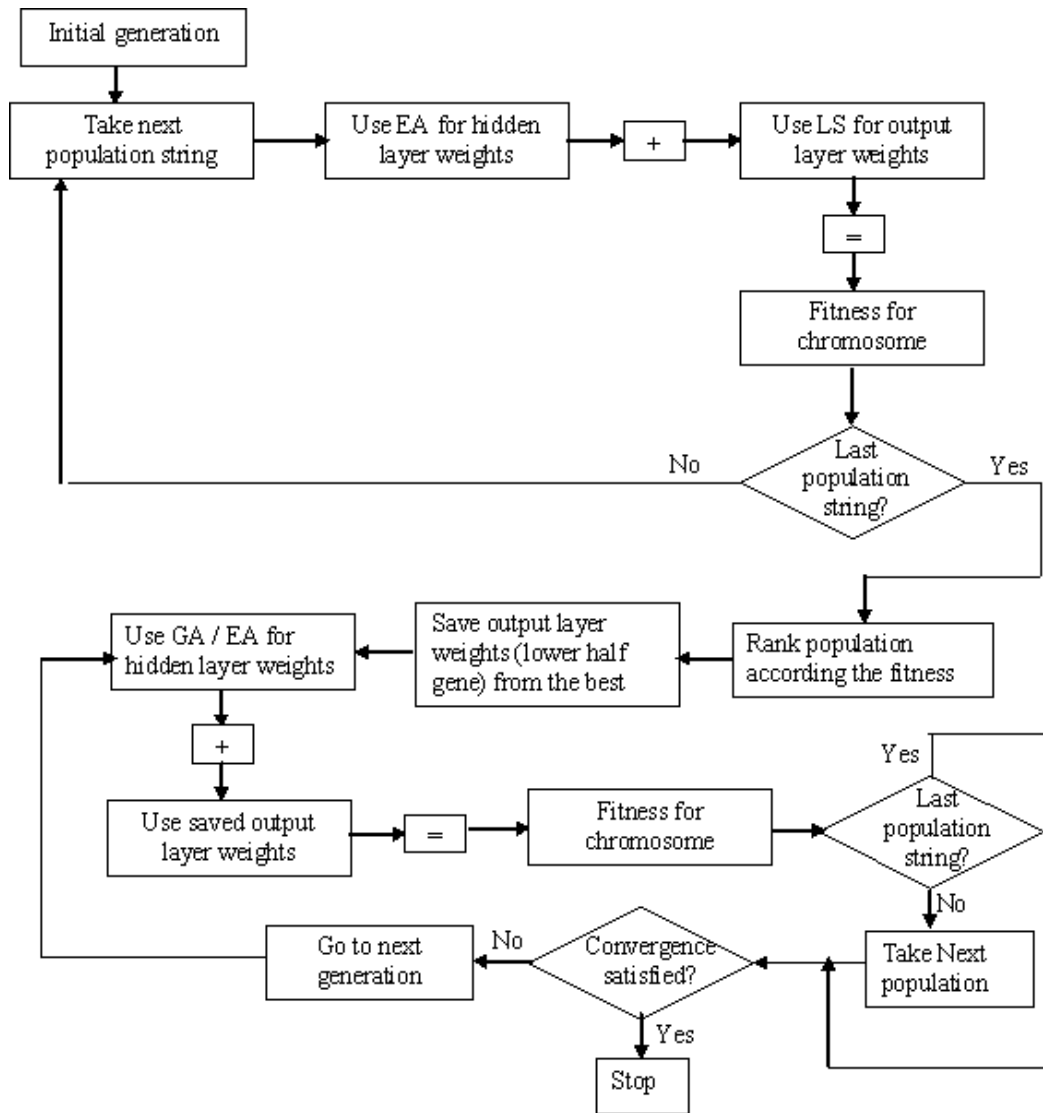 Initial generation
Take next
population string
Use EA for hidden
layer weights
+
Use LS for output
layer weights
=
Fitness for
chromosome
Last
population
string?
No
Yes
Rank population
according the fitness
Save output layer
weights (lower half
gene) from the best
Use GA / EA for
hidden layer weights
+
Use saved output
layer weights
=
Fitness for
chromosome
Last
population
string?
Yes
No
Take Next
population
Convergence
satisfied?
No
Go to next
generation
Yes
Stop